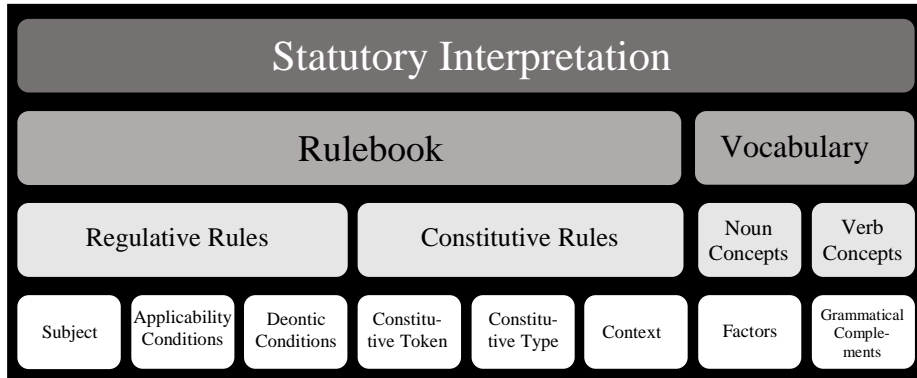 Statutory Interpretation
Rulebook
Vocabulary
Regulative Rules
Constitutive Rules
Noun
Concepts
Verb
Concepts
Subject
Applicability
Conditions
Deontic
Conditions
Constitu-
tive Token
Constitu-
tive Type
Context
Factors
Grammatical
Comple-
ments